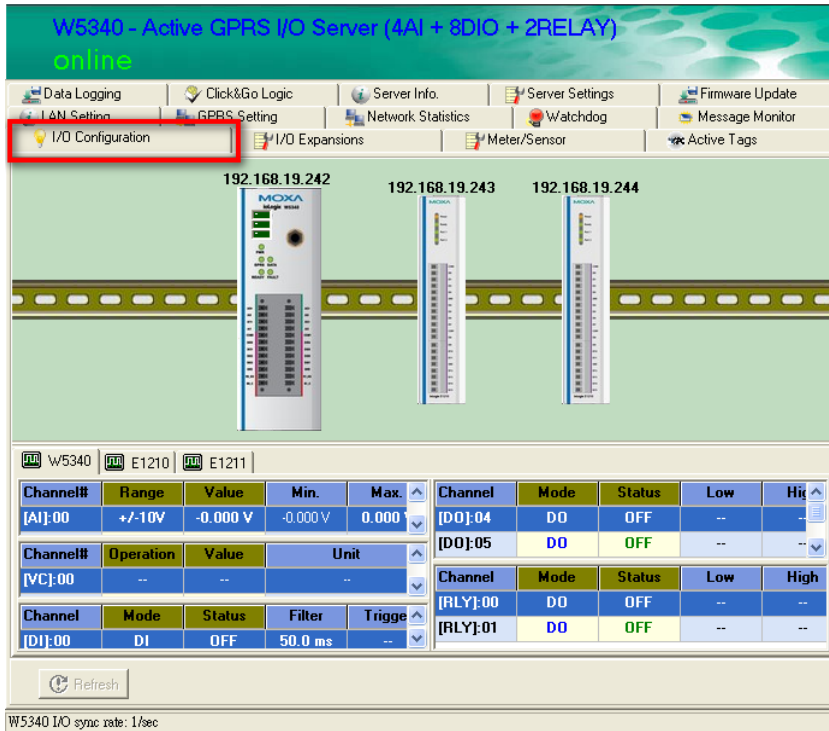 W5340 - Active GPRS I/O Server (4AI + 8DIO + 2RELAY)
online
Data Logging Click&Go Logic Server Info. Server Settings Firmware Update
LAN Setting GPRS Setting Network Statistics Watchdog Message Monitor
I/O Configuration I/O Expansions Meter/Sensor Active Tags
192.168.19.242 192.168.19.243 192.168.19.244
MOXA MOXA MOXA
W5340 E1210 E1211
Channel# Range Value Min. Max.
[AI]:00 +/-10V -0.000 V -0.000 V 0.000
Channel# Operation Value Unit
[VC]:00 -- -- --
Channel Mode Status Filter Trigge
[DI]:00 DI OFF 50.0 ms --
Channel Mode Status Low Hig
[DO]:04 DO OFF -- --
[DO]:05 DO OFF -- --
Channel Mode Status Low High
[RLY]:00 DO OFF -- --
[RLY]:01 DO OFF -- --
Refresh
W5340 I/O sync rate: 1/sec